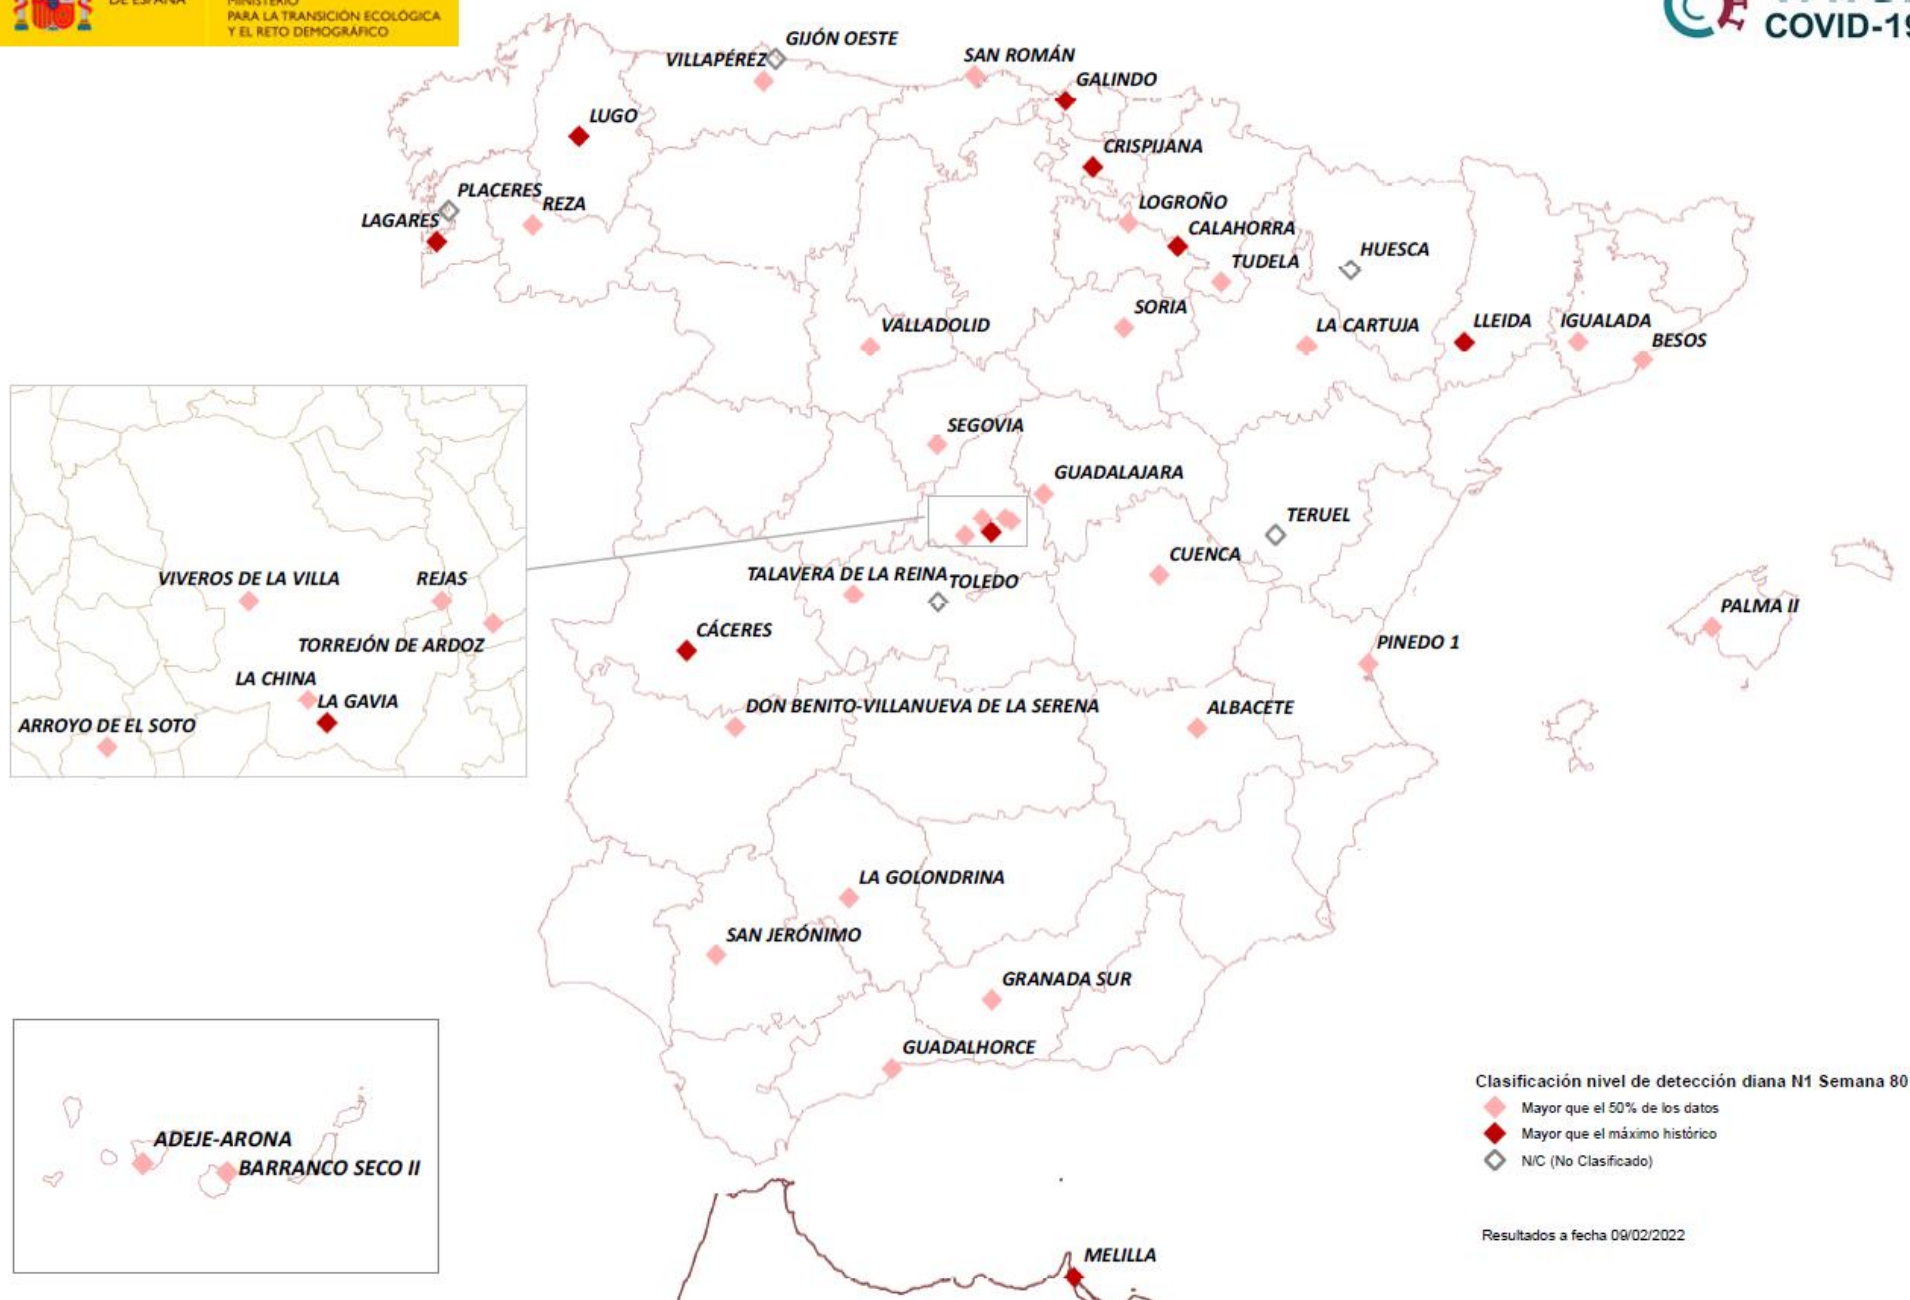 DE ESPAÑA
MINISTERIO
PARA LA TRANSICIÓN ECOLÓGICA
Y EL RETO DEMOGRÁFICO
COVID-19
GIJÓN OESTE
VILLAPÉREZ
SAN ROMÁN
GALINDO
LUGO
CRISPIJANA
PLACERES
REZA
LAGARES
LOGROÑO
CALAHORRA
TUDELA
HUESCA
SORIA
VALLADOLID
LA CARTUJA
LLEIDA
IGUALADA
BESOS
SEGOVIA
GUADALAJARA
TERUEL
CUENCA
TALAVERA DE LA REINA
TOLEDO
VIVEROS DE LA VILLA
REJAS
TORREJÓN DE ARDOZ
LA CHINA
LA GAVIA
ARROYO DE EL SOTO
CÁCERES
PALMA II
PINEDO 1
DON BENITO-VILLANUEVA DE LA SERENA
ALBACETE
LA GOLONDRINA
SAN JERÓNIMO
GRANADA SUR
GUADALHORCE
ADEJE-ARONA
BARRANCO SECO II
MELILLA
Clasificación nivel de detección diana N1 Semana 80
Mayor que el 50% de los datos
Mayor que el máximo histórico
N/C (No Clasificado)
Resultados a fecha 09/02/2022